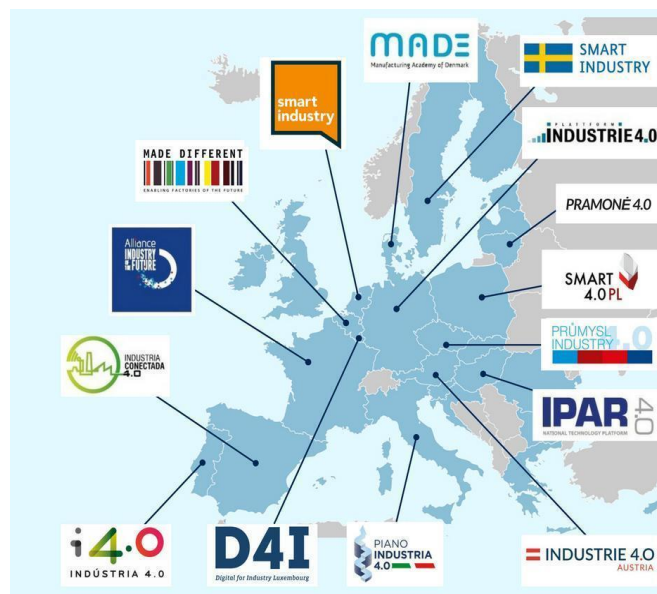 MADE
Manufacturing Academy of Denmark
SMART
INDUSTRY
smart
industry
PLATTFORM
INDUSTRIE4.0
MADE DIFFERENT
ENABLING FACTORIES OF THE FUTURE
PRAMONĖ 4.0
Alliance
INDUSTRY
OF THE
FUTURE
SMART
4.0 PL
PRŮMYSL
INDUSTRY 4.0
INDUSTRIA
CONECTADA
4.0
IPAR 4.0
NATIONAL TECHNOLOGY PLATFORM
i4.0
INDÚSTRIA 4.0
D4I
Digital for Industry Luxembourg
PIANO
INDUSTRIA
4.0
INDUSTRIE 4.0
AUSTRIA